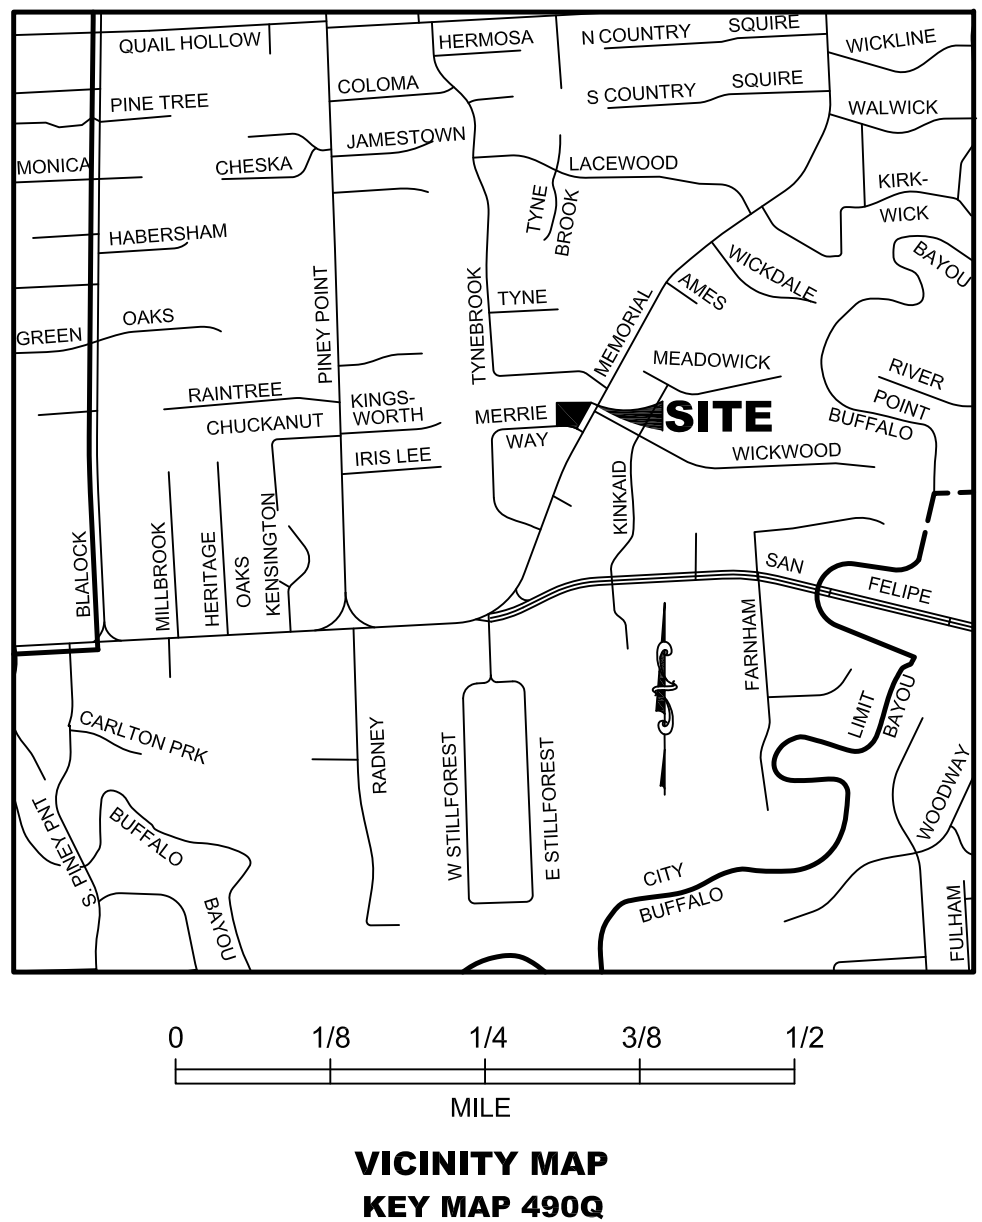 QUAIL HOLLOW
HERMOSA
N COUNTRY
SQUIRE
WICKLINE
PINE TREE
COLOMA
S COUNTRY
SQUIRE
WALWICK
MONICA
CHESKA
JAMESTOWN
LACEWOOD
KIRK-
WICK
TYNE
BROOK
HABERSHAM
BAYOU
WICKDALE
AMES
GREEN
OAKS
PINEY POINT
TYNEBROOK
TYNE
MEMORIAL
MEADOWICK
RIVER
POINT
BUFFALO
RAINTREE
KINGS-
WORTH
CHUCKANUT
MERRIE
WAY
SITE
IRIS LEE
WICKWOOD
KINKAID
BLALOCK
MILLBROOK
HERITAGE
OAKS
KENSINGTON
SAN
FELIPE
FARNHAM
LIMIT
BAYOU
CARLTON PRK
RADNEY
W STILLFOREST
E STILLFOREST
WOODWAY
S. PINEY PNT
BUFFALO
BAYOU
CITY
BUFFALO
FULHAM
0 1/8 1/4 3/8 1/2
MILE
VICINITY MAP
KEY MAP 490Q